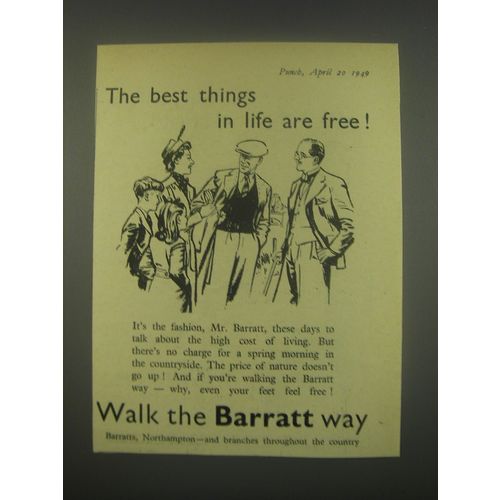 Punch, April 20 1949
The best things
in life are free!
It's the fashion, Mr. Barratt, these days to
talk about the high cost of living. But
there's no charge for a spring morning in
the countryside. The price of nature doesn't
go up! And if you're walking the Barratt
way — why, even your feet feel free!
Walk the Barratt way
Barratts, Northampton—and branches throughout the country